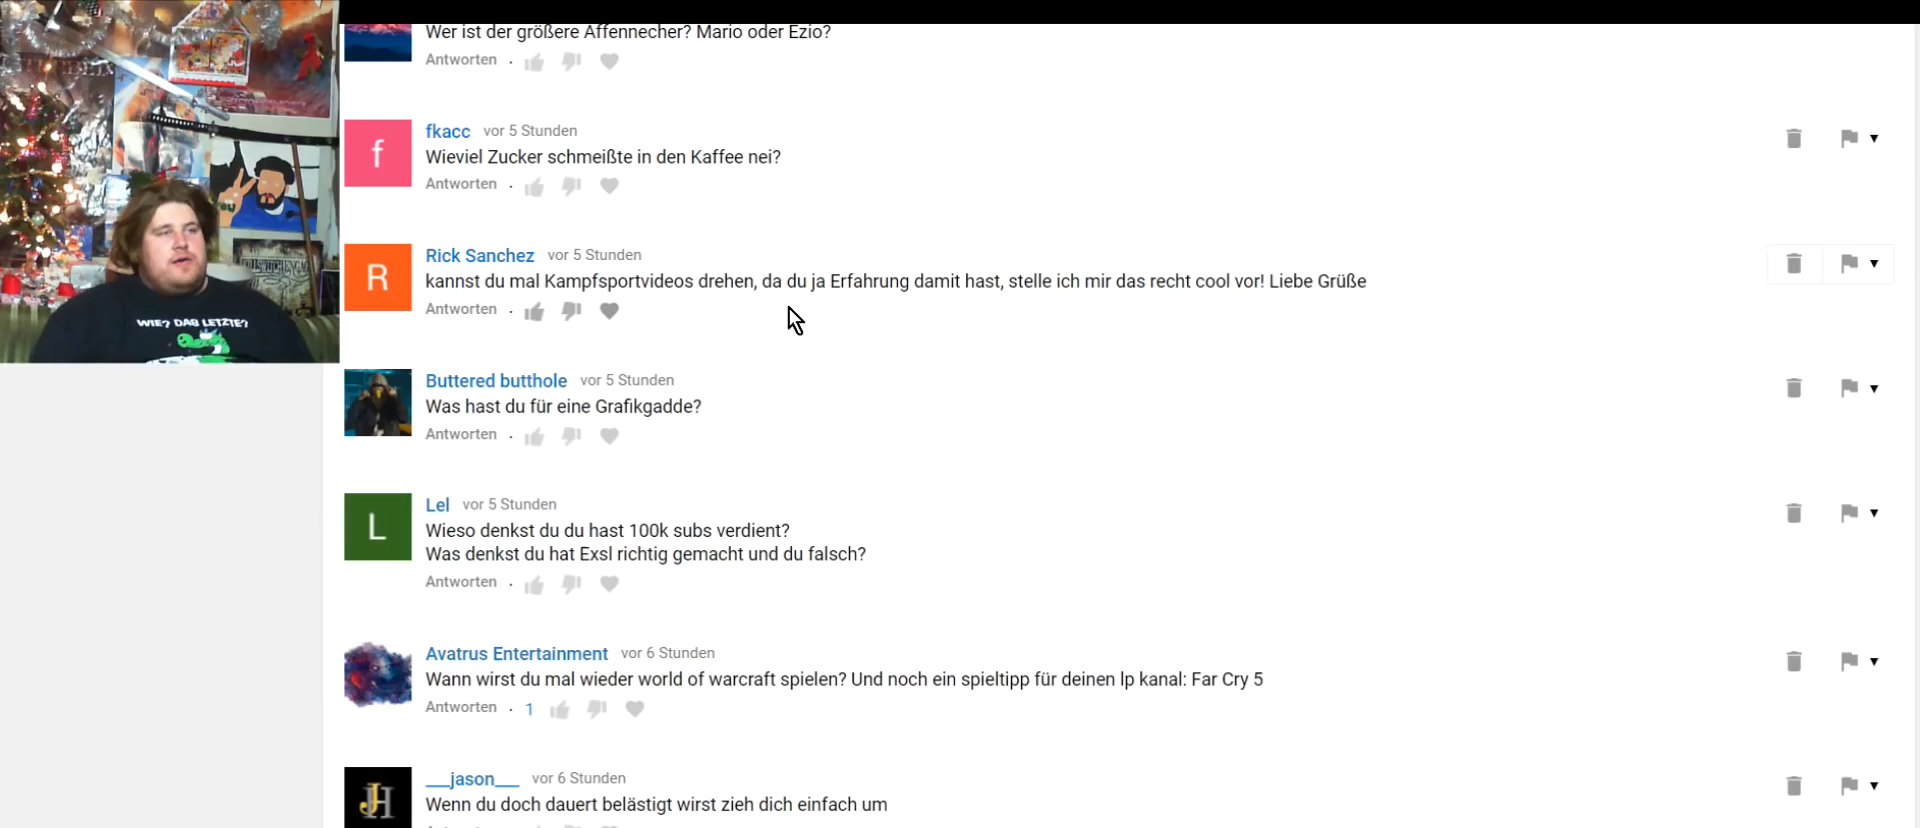 Wer ist der größere Affennecher? Mario oder Ezio?
Antworten
fkacc vor 5 Stunden
Wieviel Zucker schmeißte in den Kaffee nei?
Antworten
Rick Sanchez vor 5 Stunden
kannst du mal Kampfsportvideos drehen, da du ja Erfahrung damit hast, stelle ich mir das recht cool vor! Liebe Grüße
Antworten
Buttered butthole vor 5 Stunden
Was hast du für eine Grafikgadde?
Antworten
Lel vor 5 Stunden
Wieso denkst du du hast 100k subs verdient?
Was denkst du hat Exsl richtig gemacht und du falsch?
Antworten
Avatrus Entertainment vor 6 Stunden
Wann wirst du mal wieder world of warcraft spielen? Und noch ein spieltipp für deinen lp kanal: Far Cry 5
Antworten 1
___jason___ vor 6 Stunden
Wenn du doch dauert belästigt wirst zieh dich einfach um
f
R
L
JH
WIE? DAS LETZTE?